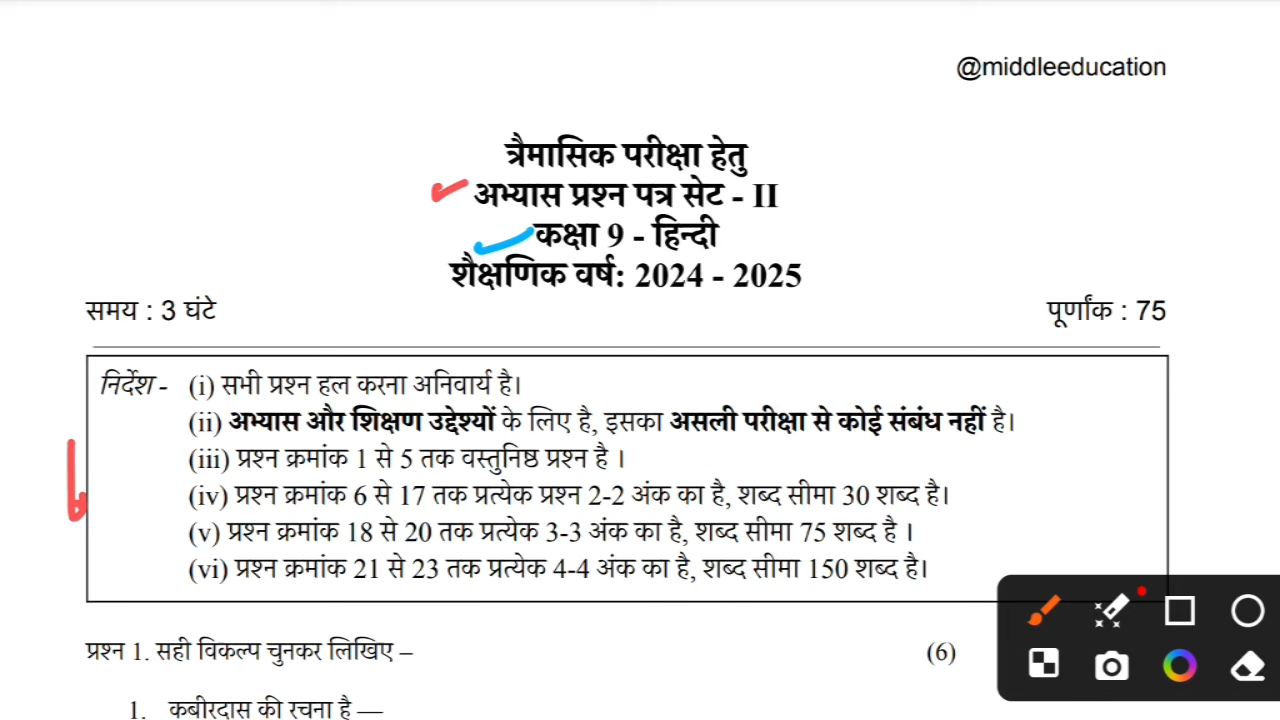 @middleeducation
त्रैमासिक परीक्षा हेतु
अभ्यास प्रश्न पत्र सेट - II
कक्षा 9 - हिन्दी
शैक्षणिक वर्ष: 2024 - 2025
समय : 3 घंटे पूर्णांक : 75
निर्देश- (i) सभी प्रश्न हल करना अनिवार्य है।
(ii) अभ्यास और शिक्षण उद्देश्यों के लिए है, इसका असली परीक्षा से कोई संबंध नहीं है।
(iii) प्रश्न क्रमांक 1 से 5 तक वस्तुनिष्ठ प्रश्न है ।
(iv) प्रश्न क्रमांक 6 से 17 तक प्रत्येक प्रश्न 2-2 अंक का है, शब्द सीमा 30 शब्द है।
(v) प्रश्न क्रमांक 18 से 20 तक प्रत्येक 3-3 अंक का है, शब्द सीमा 75 शब्द है ।
(vi) प्रश्न क्रमांक 21 से 23 तक प्रत्येक 4-4 अंक का है, शब्द सीमा 150 शब्द है।
प्रश्न 1. सही विकल्प चुनकर लिखिए – (6)
1. कबीरदास की रचना है —